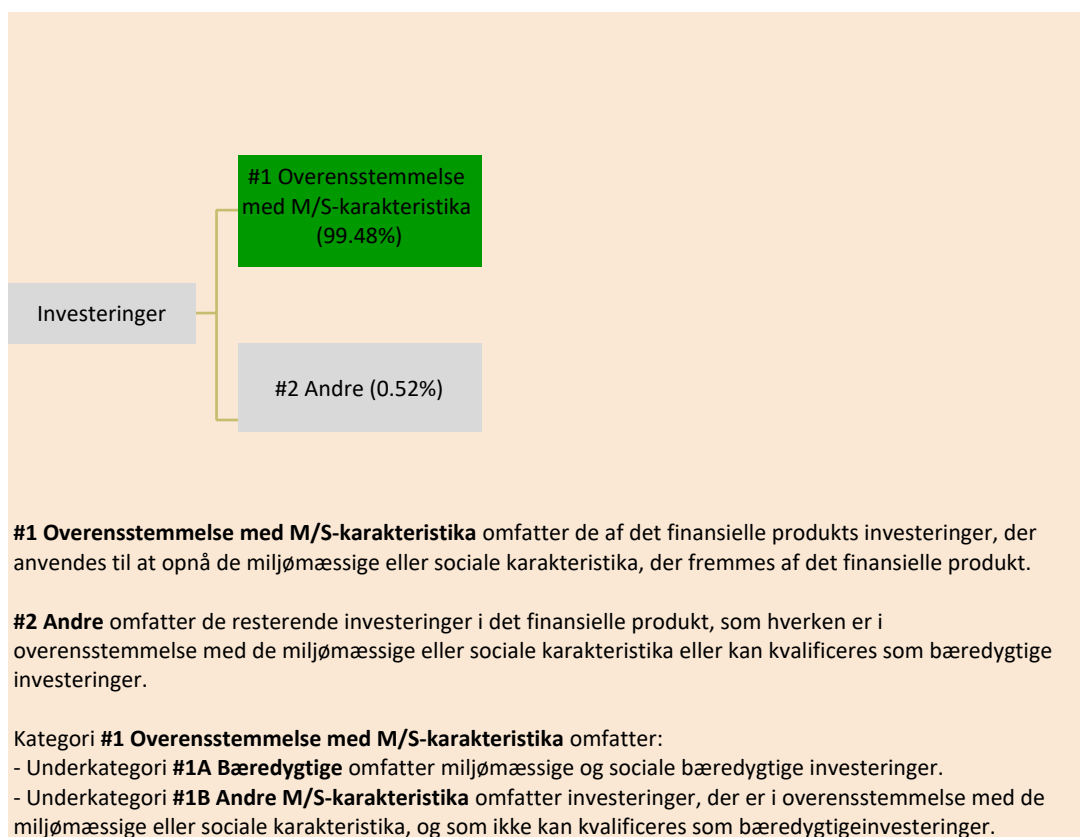 #1 Overensstemmelse
med M/S-karakteristika
(99.48%)
Investeringer
#2 Andre (0.52%)
#1 Overensstemmelse med M/S-karakteristika omfatter de af det finansielle produkts investeringer, der
anvendes til at opnå de miljømæssige eller sociale karakteristika, der fremmes af det finansielle produkt.
#2 Andre omfatter de resterende investeringer i det finansielle produkt, som hverken er i
overensstemmelse med de miljømæssige eller sociale karakteristika eller kan kvalificeres som bæredygtige
investeringer.
Kategori #1 Overensstemmelse med M/S-karakteristika omfatter:
- Underkategori #1A Bæredygtige omfatter miljømæssige og sociale bæredygtige investeringer.
- Underkategori #1B Andre M/S-karakteristika omfatter investeringer, der er i overensstemmelse med de
miljømæssige eller sociale karakteristika, og som ikke kan kvalificeres som bæredygtigeinvesteringer.